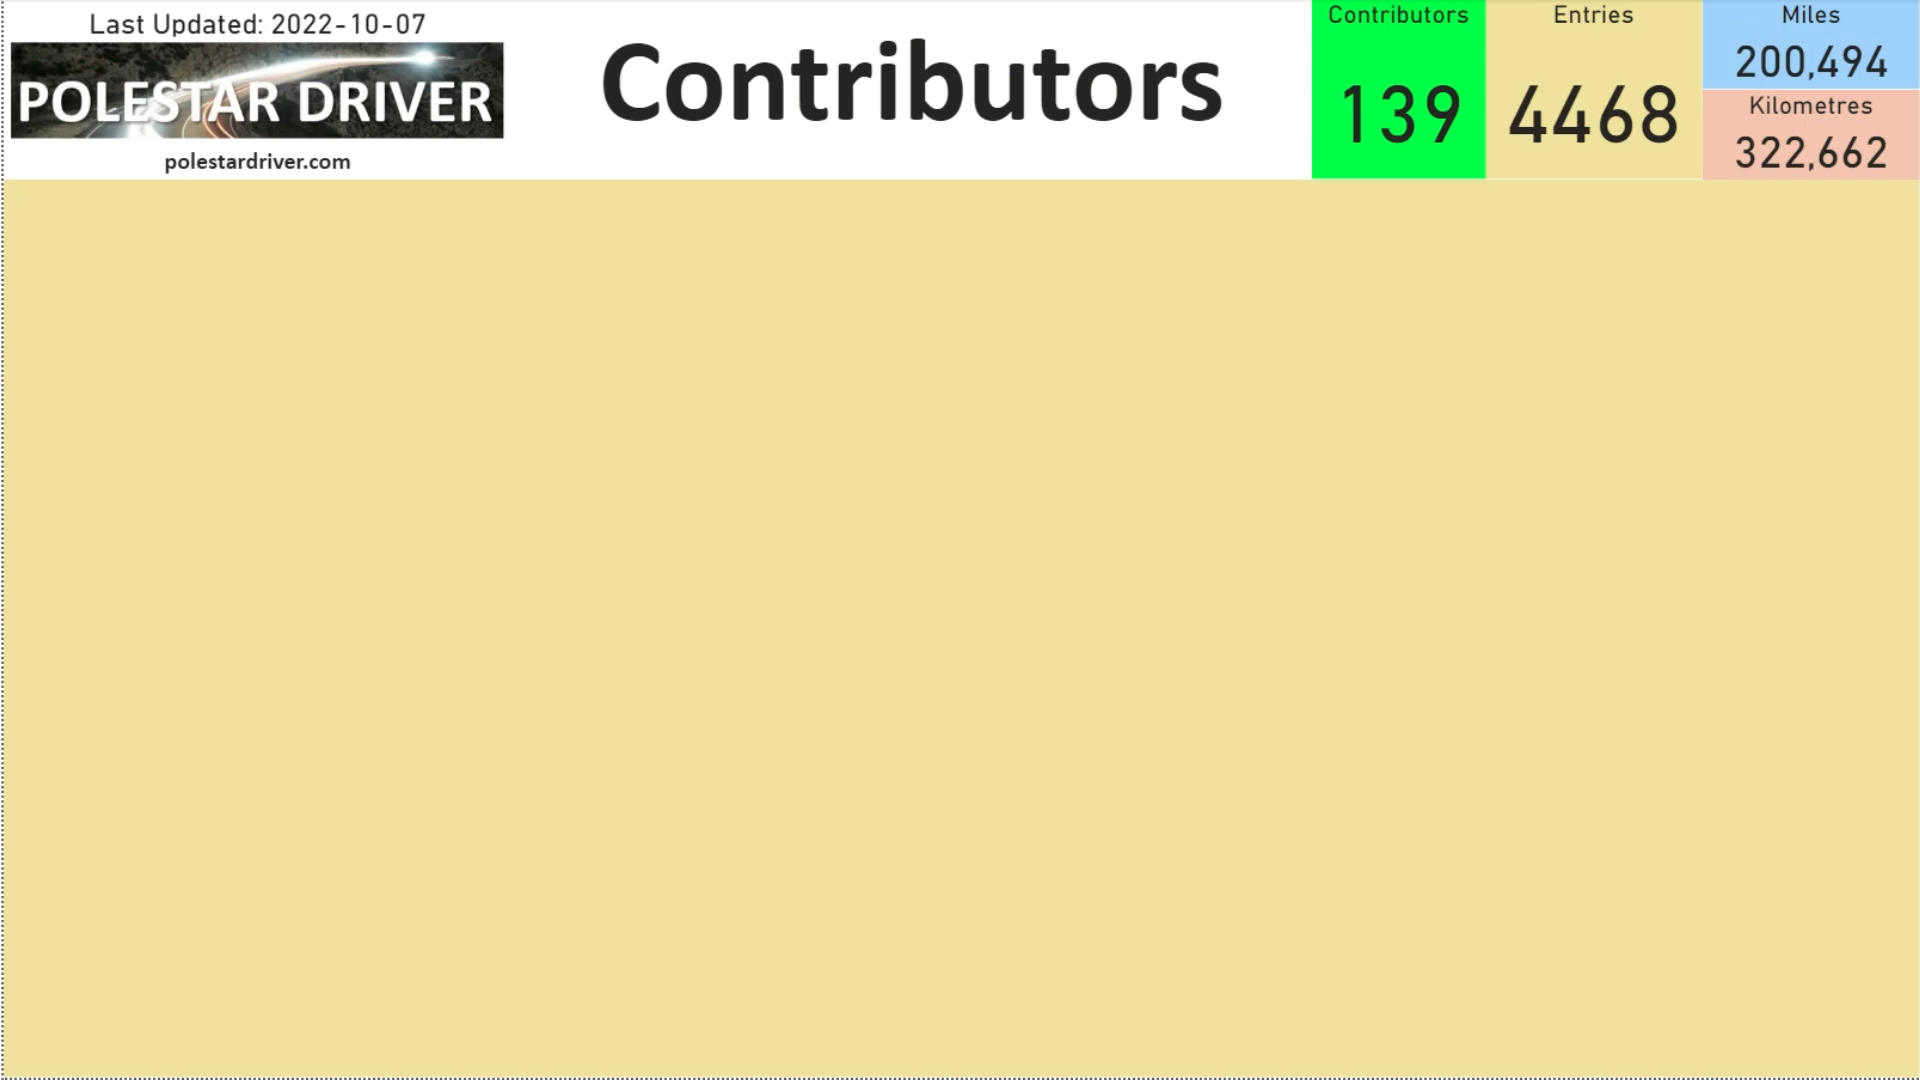 Last Updated: 2022-10-07
POLESTAR DRIVER
polestardriver.com
Contributors
Contributors
139
Entries
4468
Miles
200,494
Kilometres
322,662